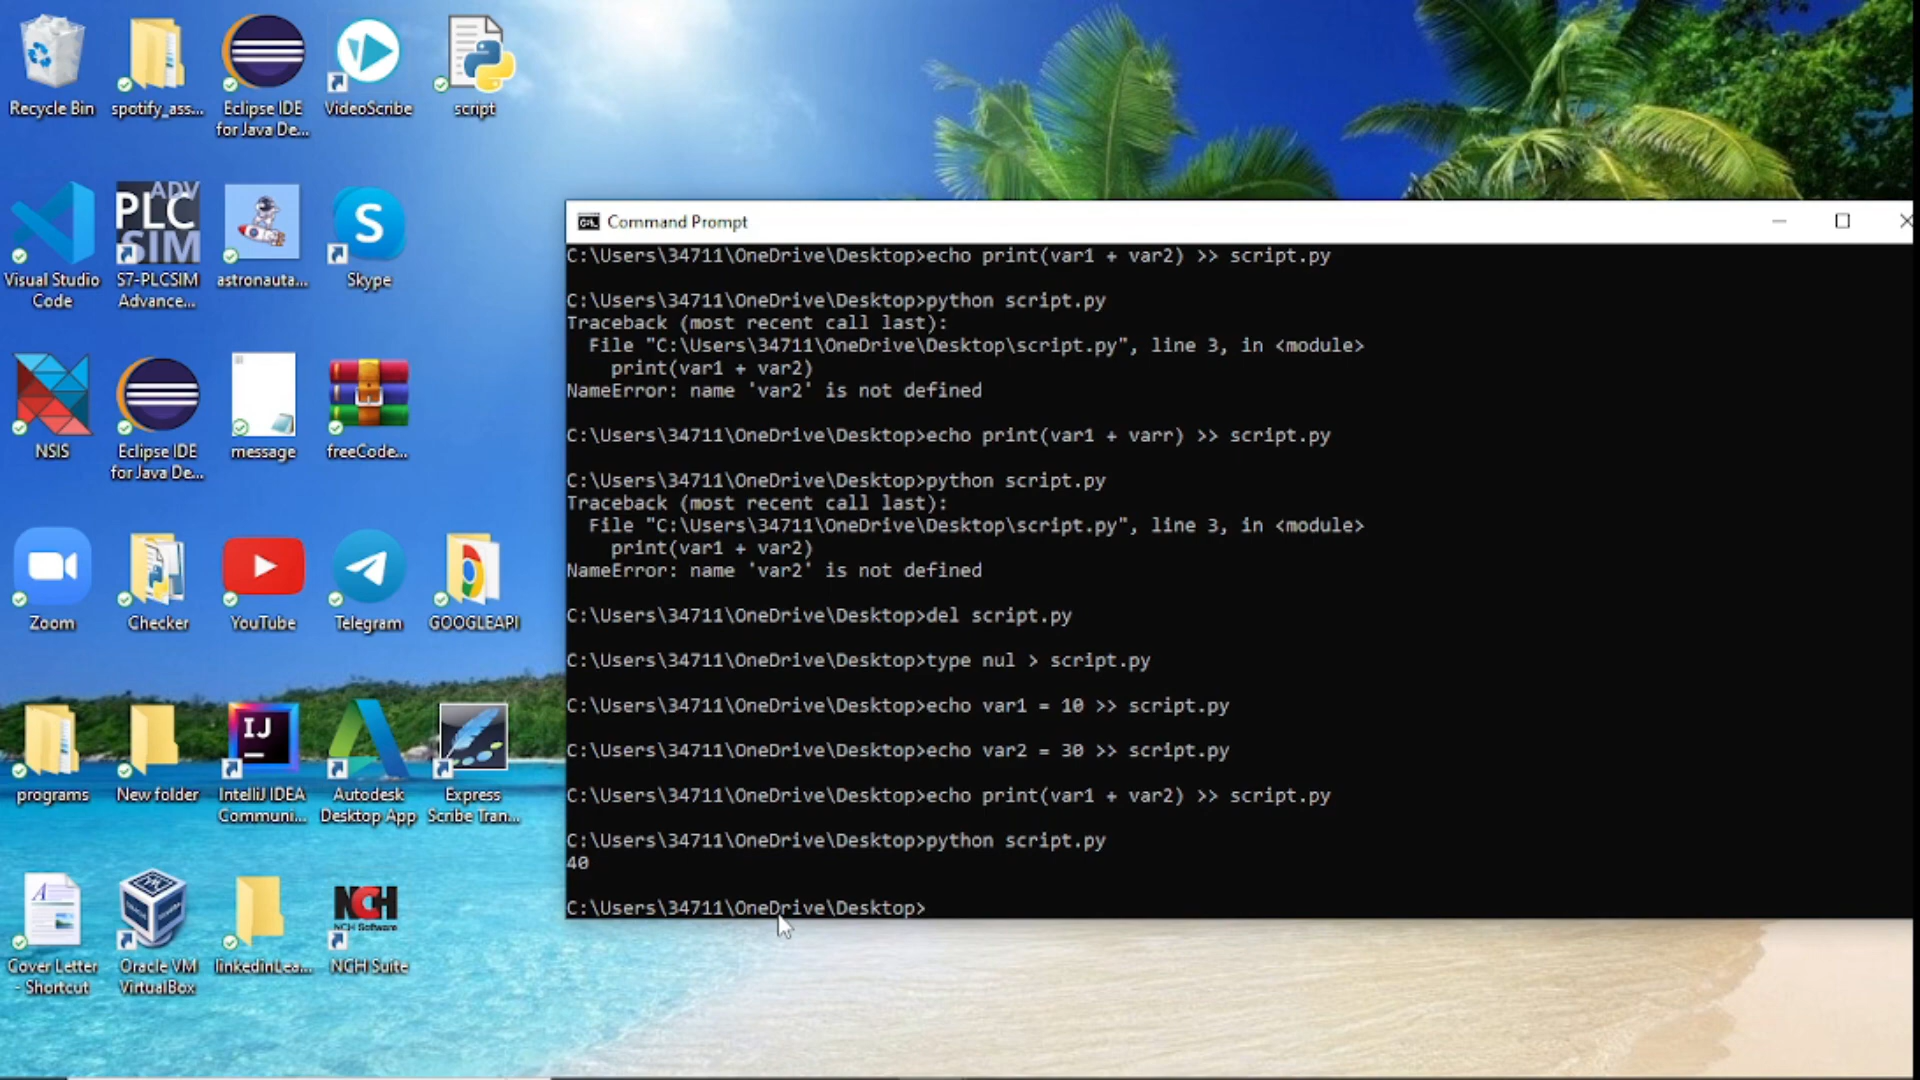 Recycle Bin
spotify_ass...
Eclipse IDE
for Java De...
VideoScribe
script
Visual Studio
Code
ADV
PLC
SIM
S7-PLCSIM
Advance...
astronauta...
S
Skype
NSIS
Eclipse IDE
for Java De...
message
freeCode...
Zoom
Checker
YouTube
Telegram
GOOGLEAPI
programs
New folder
IJ
IntelliJ IDEA
Communi...
Autodesk
Desktop App
Express
Scribe Tran...
Cover Letter
- Shortcut
Oracle VM
VirtualBox
linkedinLea...
NCH
NCH Software
NCH Suite
Command Prompt
C:\Users\34711\OneDrive\Desktop>echo print(var1 + var2) >> script.py
C:\Users\34711\OneDrive\Desktop>python script.py
Traceback (most recent call last):
  File "C:\Users\34711\OneDrive\Desktop\script.py", line 3, in <module>
    print(var1 + var2)
NameError: name 'var2' is not defined
C:\Users\34711\OneDrive\Desktop>echo print(var1 + varr) >> script.py
C:\Users\34711\OneDrive\Desktop>python script.py
Traceback (most recent call last):
  File "C:\Users\34711\OneDrive\Desktop\script.py", line 3, in <module>
    print(var1 + var2)
NameError: name 'var2' is not defined
C:\Users\34711\OneDrive\Desktop>del script.py
C:\Users\34711\OneDrive\Desktop>type nul > script.py
C:\Users\34711\OneDrive\Desktop>echo var1 = 10 >> script.py
C:\Users\34711\OneDrive\Desktop>echo var2 = 30 >> script.py
C:\Users\34711\OneDrive\Desktop>echo print(var1 + var2) >> script.py
C:\Users\34711\OneDrive\Desktop>python script.py
40
C:\Users\34711\OneDrive\Desktop>